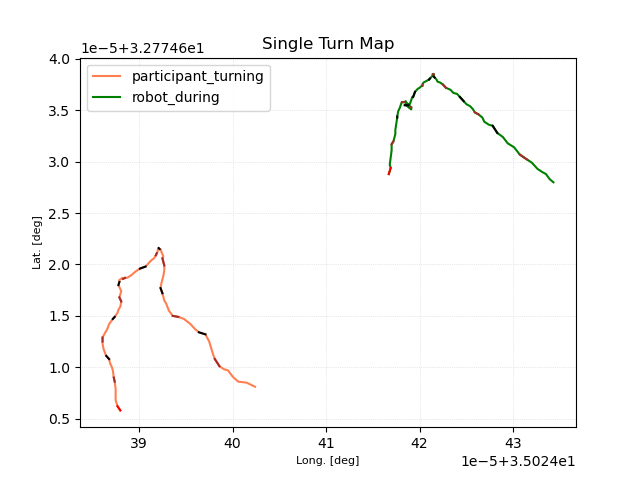 1e-5+3.27746e1
Single Turn Map
participant_turning
robot_during
4.0
3.5
3.0
2.5
2.0
1.5
1.0
0.5
Lat. [deg]
39 40 41 42 43
Long. [deg]
1e-5+3.5024e1